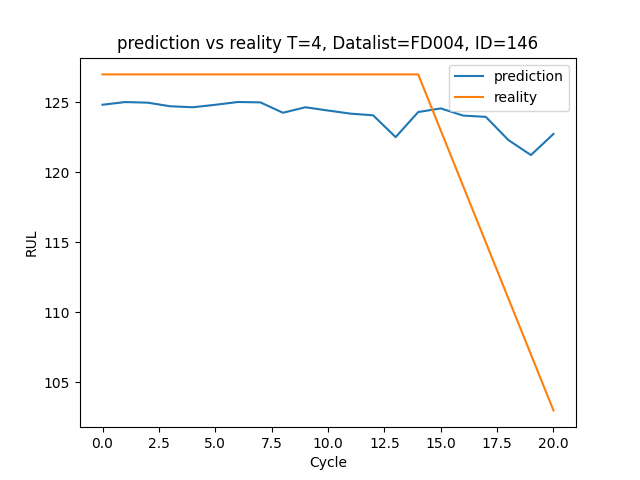 prediction vs reality T=4, Datalist=FD004, ID=146
prediction
reality
RUL
125
120
115
110
105
0.0 2.5 5.0 7.5 10.0 12.5 15.0 17.5 20.0
Cycle